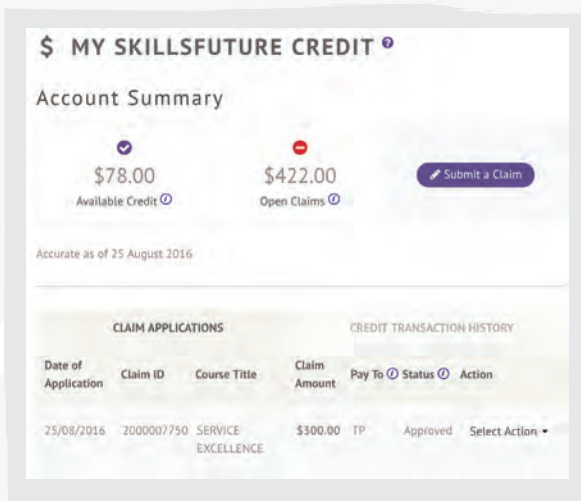 $ MY SKILLSFUTURE CREDIT ?
Account Summary
$78.00 $422.00 Submit a Claim
Available Credit i Open Claims i
Accurate as of 25 August 2016
CLAIM APPLICATIONS CREDIT TRANSACTION HISTORY
Date of Application Claim ID Course Title Claim Amount Pay To i Status i Action
25/08/2016 2000007750 SERVICE EXCELLENCE $300.00 TP Approved Select Action